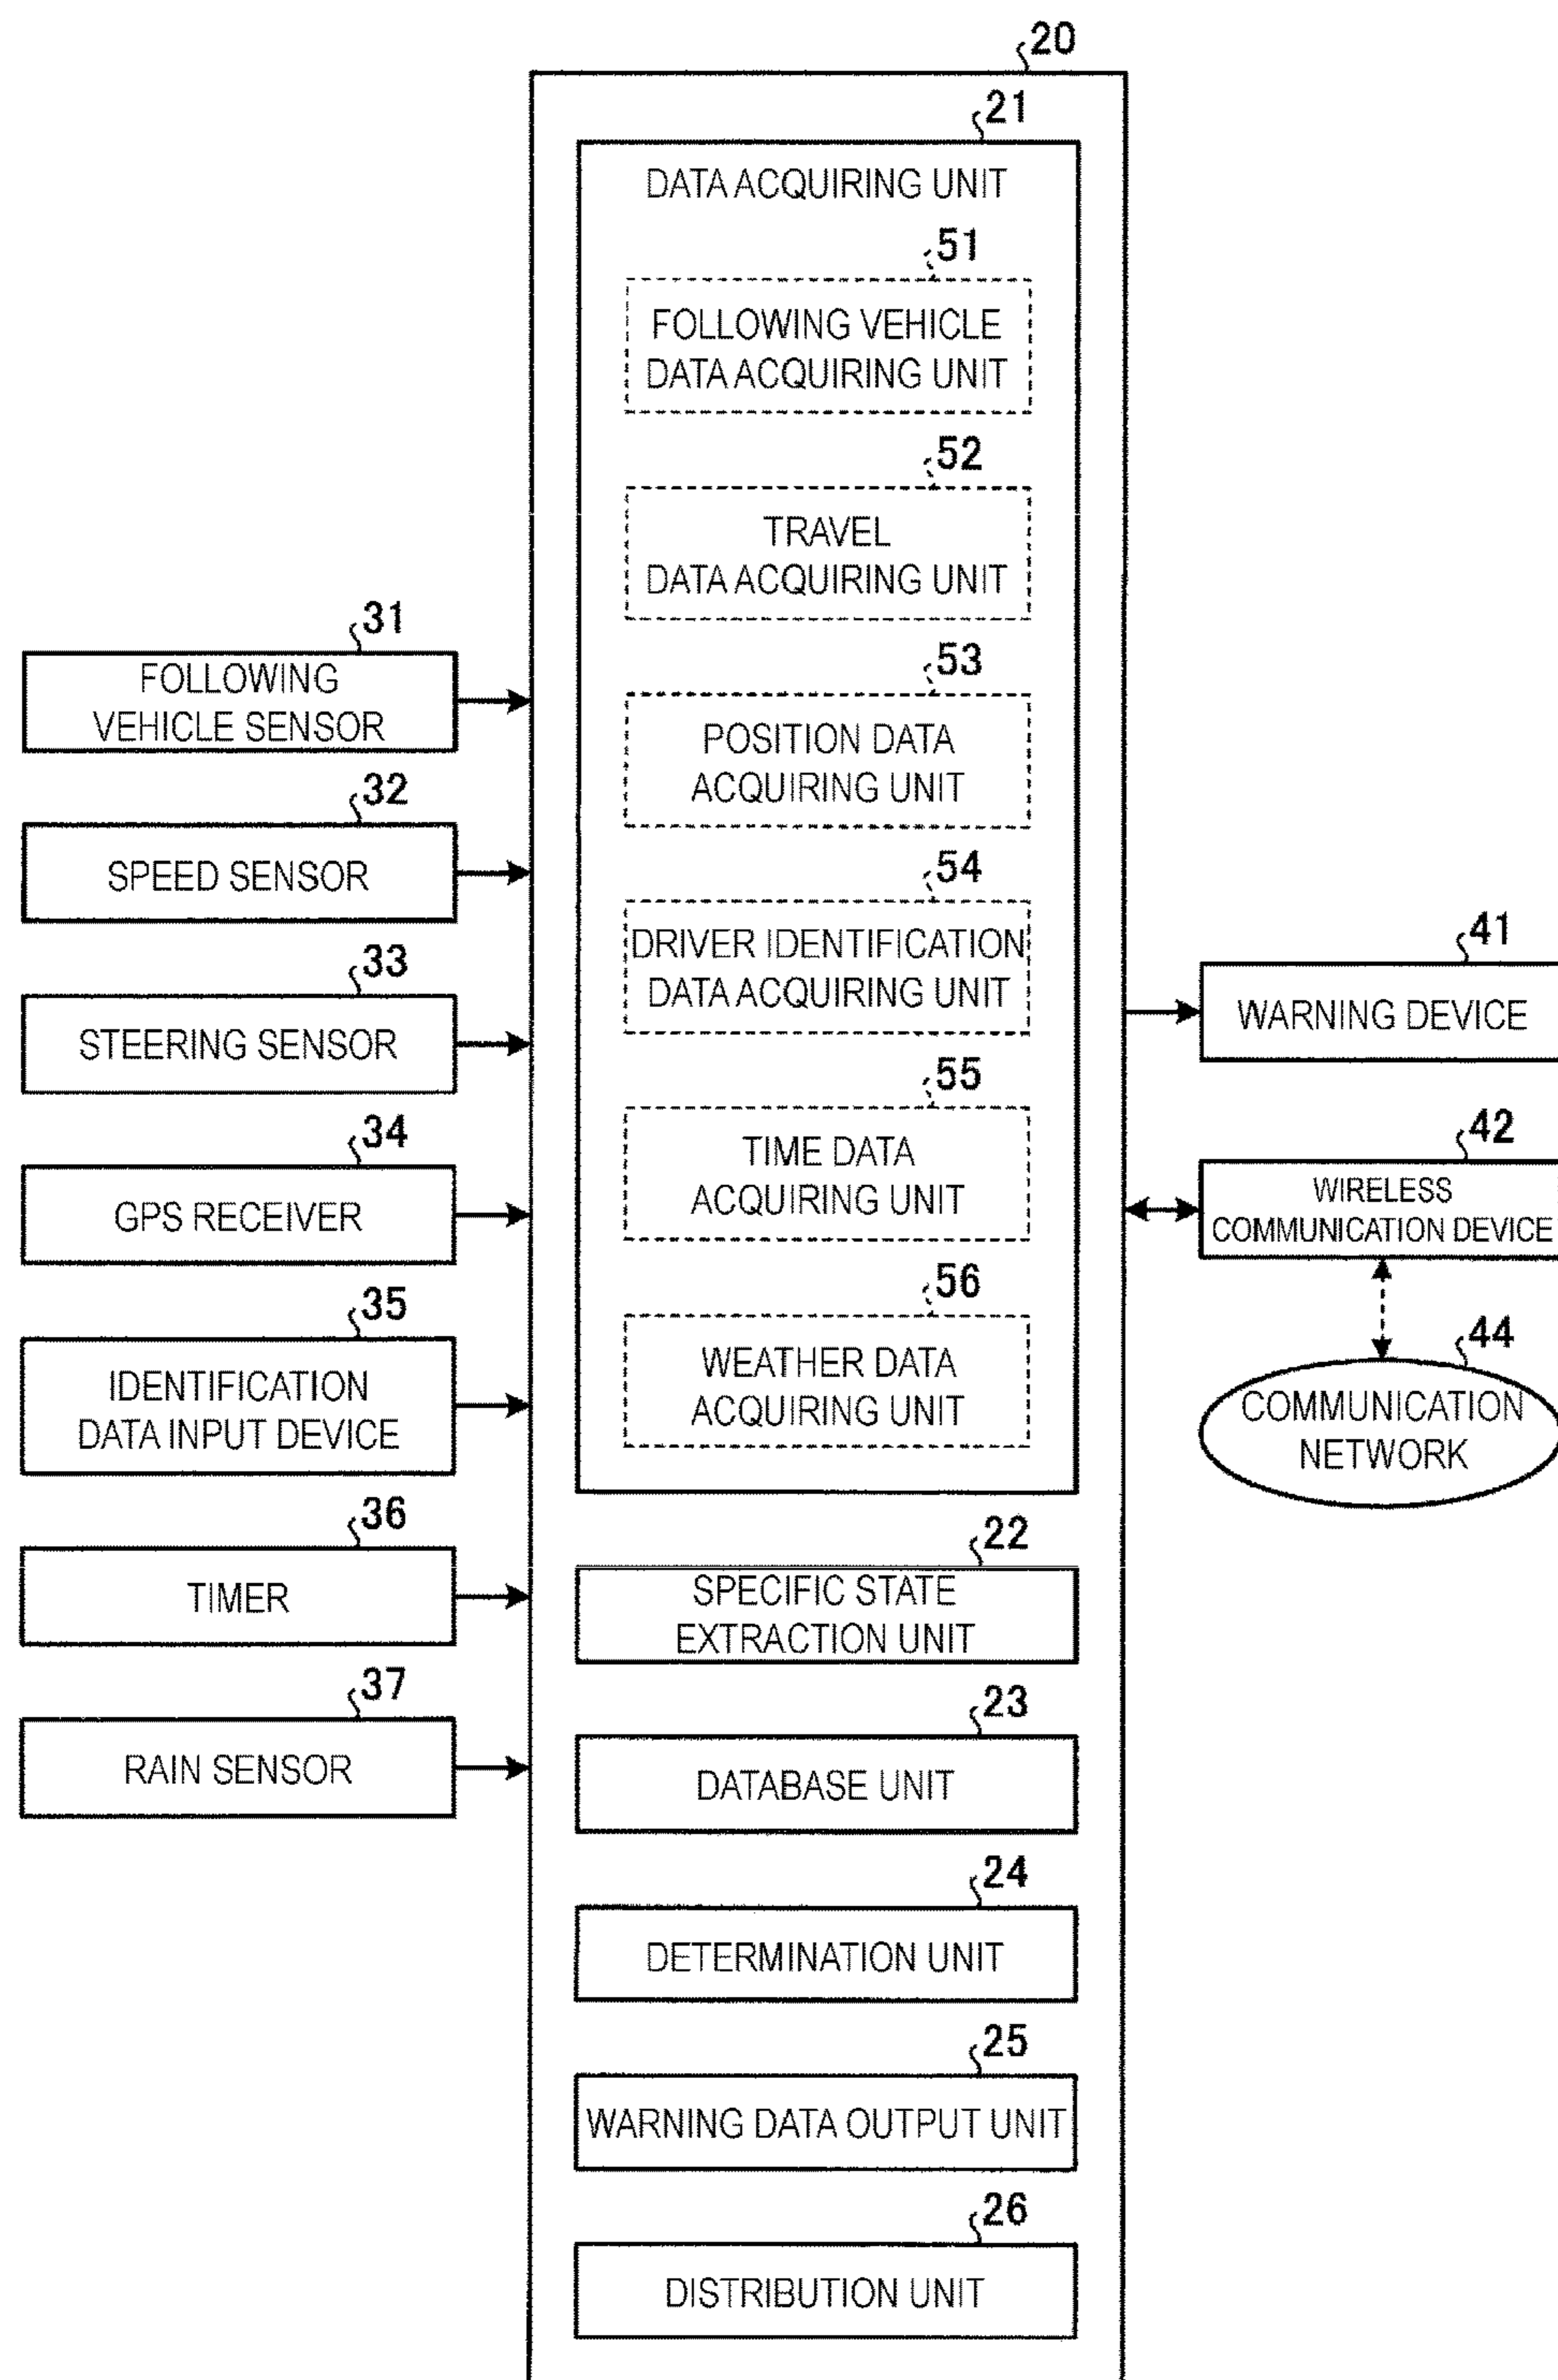 20
21
DATA ACQUIRING UNIT
51
FOLLOWING VEHICLE
DATA ACQUIRING UNIT
52
TRAVEL
DATA ACQUIRING UNIT
53
POSITION DATA
ACQUIRING UNIT
54
DRIVER IDENTIFICATION
DATA ACQUIRING UNIT
55
TIME DATA
ACQUIRING UNIT
56
WEATHER DATA
ACQUIRING UNIT
22
SPECIFIC STATE
EXTRACTION UNIT
23
DATABASE UNIT
24
DETERMINATION UNIT
25
WARNING DATA OUTPUT UNIT
26
DISTRIBUTION UNIT
31
FOLLOWING
VEHICLE SENSOR
32
SPEED SENSOR
33
STEERING SENSOR
34
GPS RECEIVER
35
IDENTIFICATION
DATA INPUT DEVICE
36
TIMER
37
RAIN SENSOR
41
WARNING DEVICE
42
WIRELESS
COMMUNICATION DEVICE
44
COMMUNICATION
NETWORK